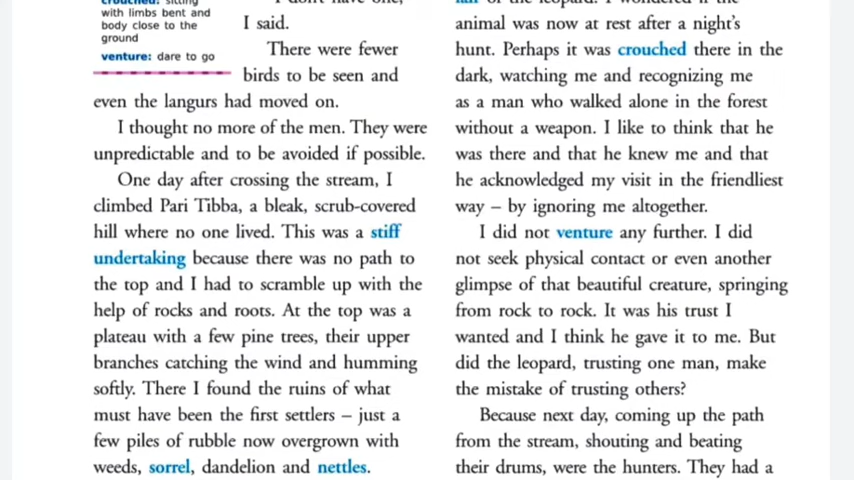 with limbs bent and
body close to the
ground
venture: dare to go
I said.
There were fewer
birds to be seen and
even the langurs had moved on.
I thought no more of the men. They were
unpredictable and to be avoided if possible.
One day after crossing the stream, I
climbed Pari Tibba, a bleak, scrub-covered
hill where no one lived. This was a stiff
undertaking because there was no path to
the top and I had to scramble up with the
help of rocks and roots. At the top was a
plateau with a few pine trees, their upper
branches catching the wind and humming
softly. There I found the ruins of what
must have been the first settlers – just a
few piles of rubble now overgrown with
weeds, sorrel, dandelion and nettles.
animal was now at rest after a night's
hunt. Perhaps it was crouched there in the
dark, watching me and recognizing me
as a man who walked alone in the forest
without a weapon. I like to think that he
was there and that he knew me and that
he acknowledged my visit in the friendliest
way – by ignoring me altogether.
I did not venture any further. I did
not seek physical contact or even another
glimpse of that beautiful creature, springing
from rock to rock. It was his trust I
wanted and I think he gave it to me. But
did the leopard, trusting one man, make
the mistake of trusting others?
Because next day, coming up the path
from the stream, shouting and beating
their drums, were the hunters. They had a